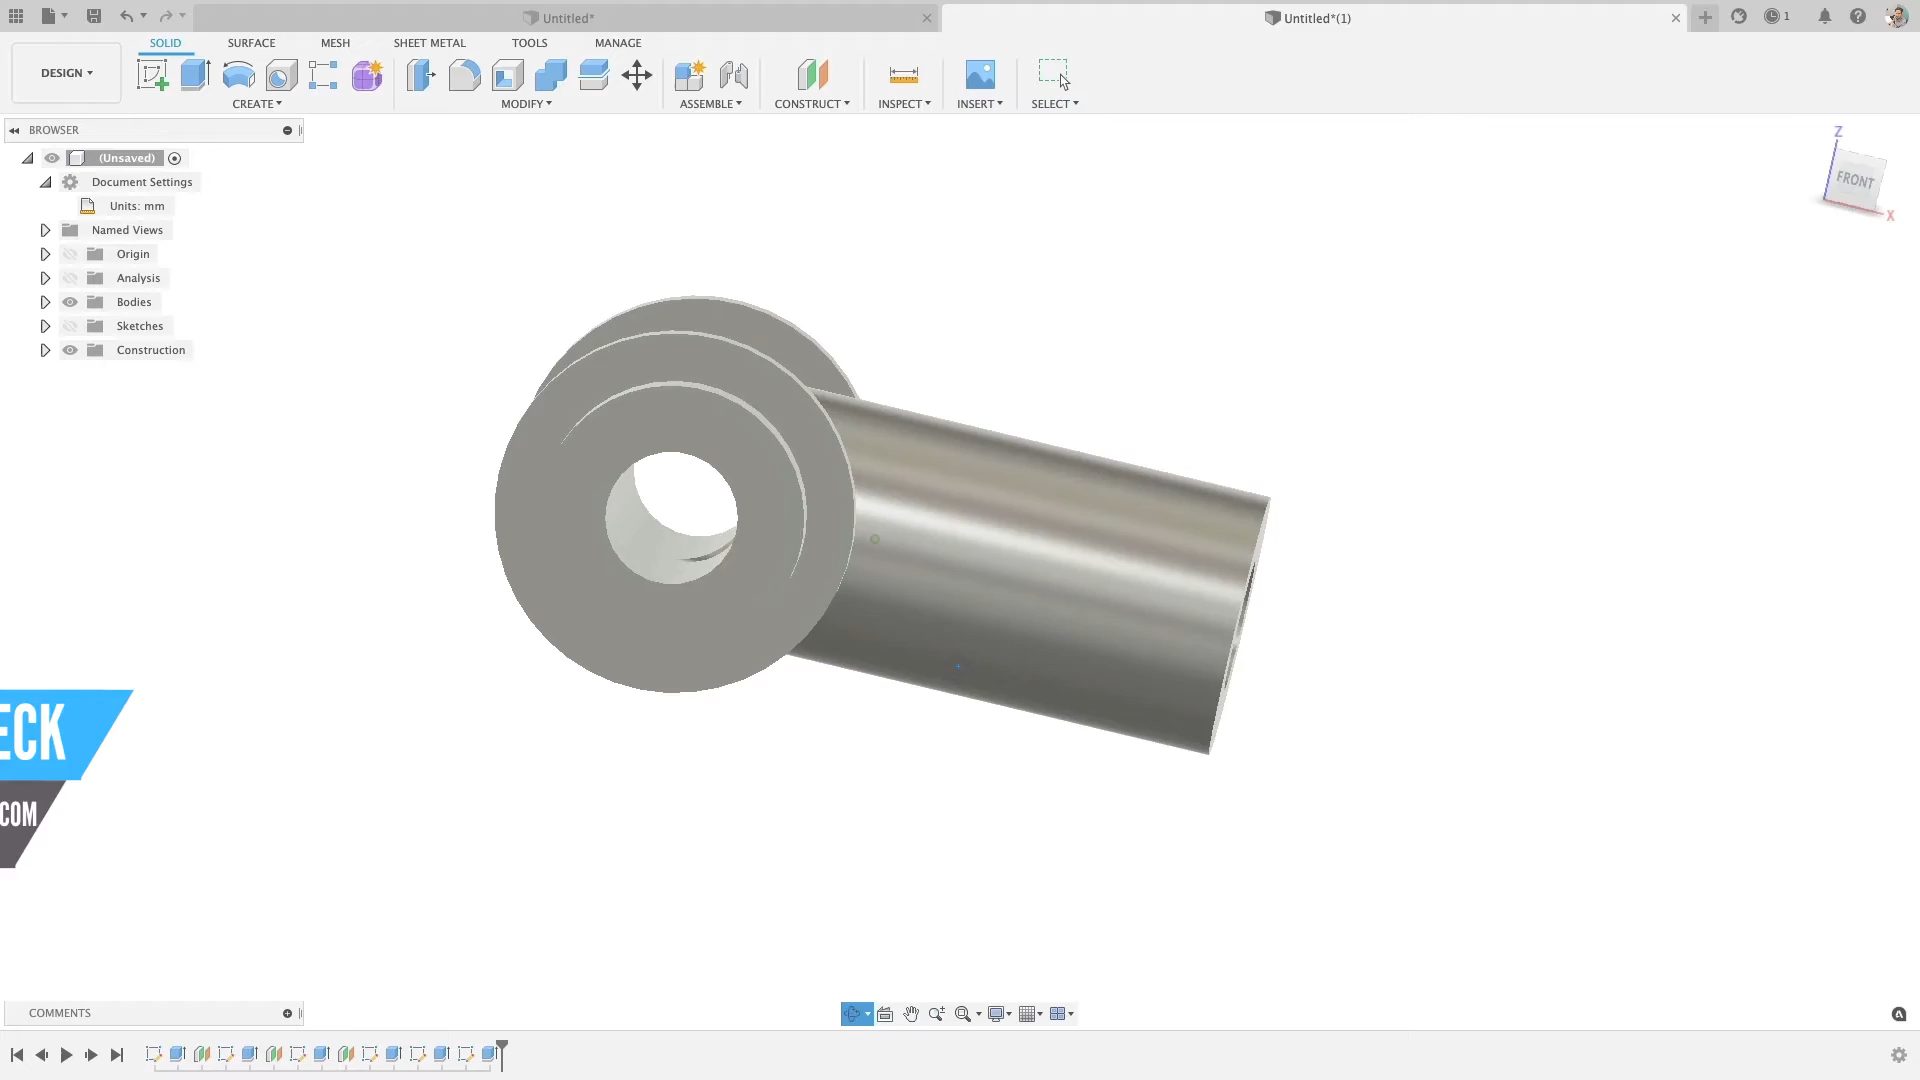 Untitled*
Untitled*(1)
1
SOLID
SURFACE
MESH
SHEET METAL
TOOLS
MANAGE
DESIGN
CREATE
MODIFY
ASSEMBLE
CONSTRUCT
INSPECT
INSERT
SELECT
BROWSER
(Unsaved)
Document Settings
Units: mm
Named Views
Origin
Analysis
Bodies
Sketches
Construction
Z
FRONT
X
ECK
COM
COMMENTS